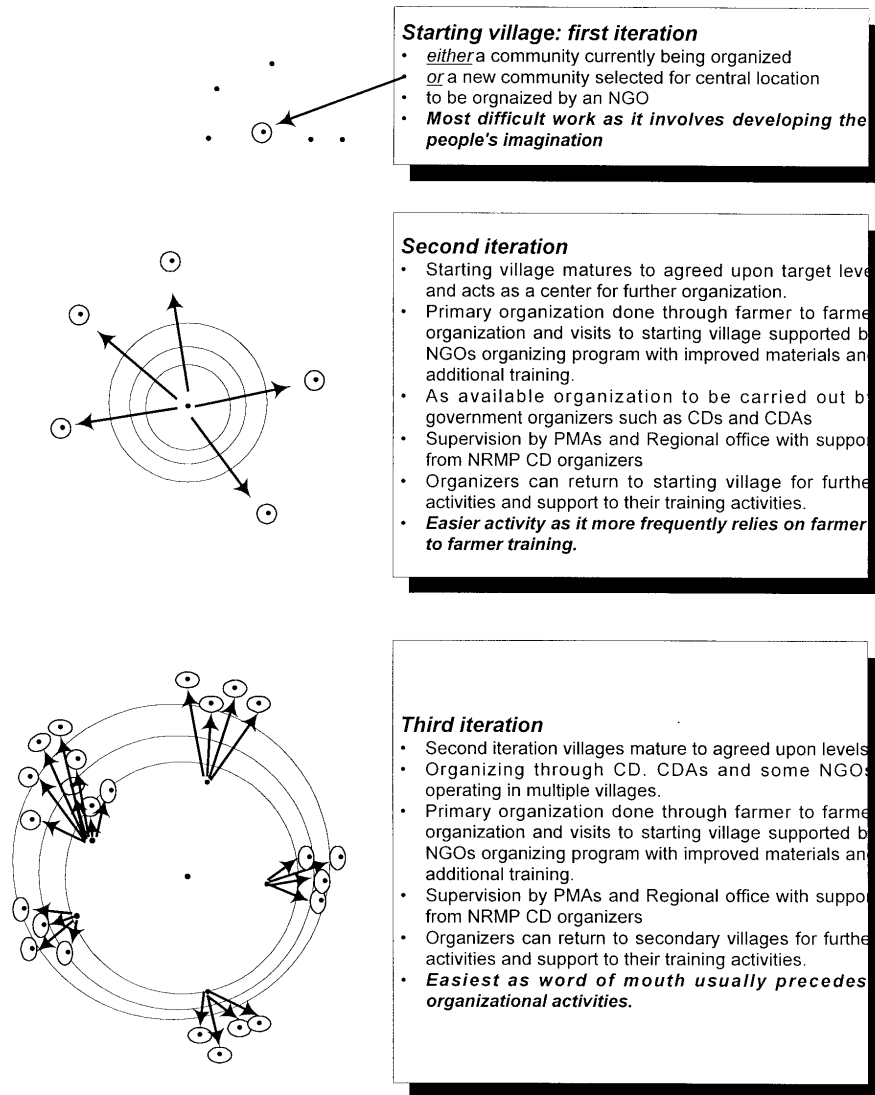 Starting village: first iteration
• either a community currently being organized
• or a new community selected for central location
• to be orgnaized by an NGO
• Most difficult work as it involves developing the
people's imagination
Second iteration
• Starting village matures to agreed upon target leve
and acts as a center for further organization.
• Primary organization done through farmer to farme
organization and visits to starting village supported b
NGOs organizing program with improved materials an
additional training.
• As available organization to be carried out b
government organizers such as CDs and CDAs
• Supervision by PMAs and Regional office with suppor
from NRMP CD organizers
• Organizers can return to starting village for furthe
activities and support to their training activities.
• Easier activity as it more frequently relies on farmer
to farmer training.
Third iteration
• Second iteration villages mature to agreed upon levels
• Organizing through CD. CDAs and some NGOs
operating in multiple villages.
• Primary organization done through farmer to farme
organization and visits to starting village supported b
NGOs organizing program with improved materials an
additional training.
• Supervision by PMAs and Regional office with suppor
from NRMP CD organizers
• Organizers can return to secondary villages for furthe
activities and support to their training activities.
• Easiest as word of mouth usually precedes
organizational activities.